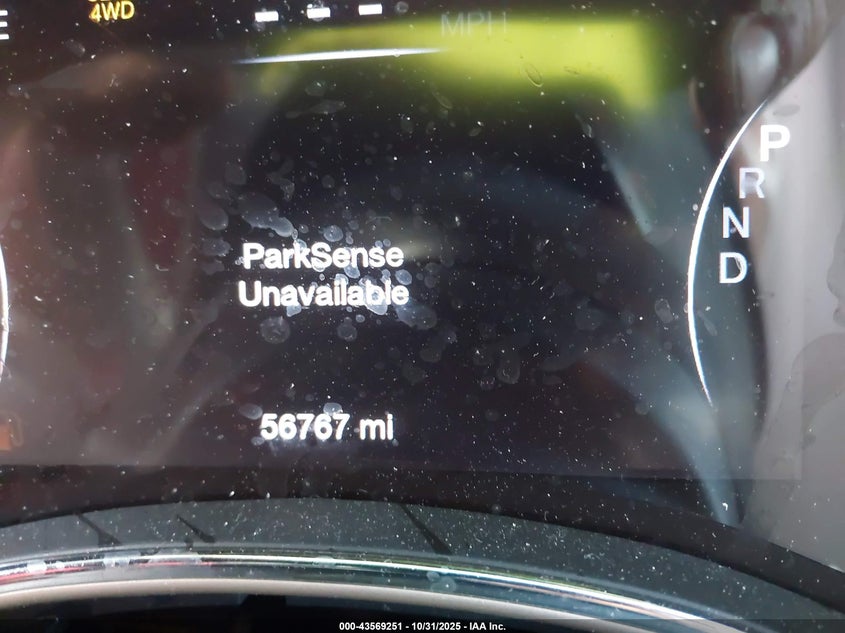 4WD
MPH
P
R
N
D
ParkSense
Unavailable
56767 mi
000-43569251 - 10/31/2025 - IAA Inc.